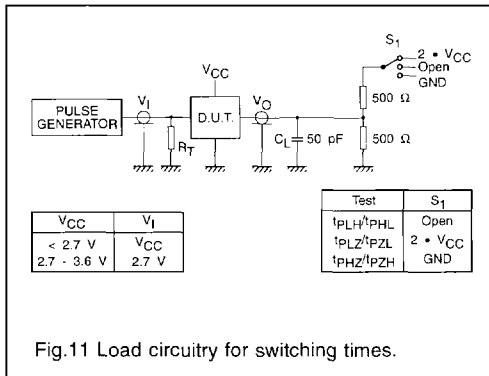 S1
2 • VCC
Open
GND
VCC
VI
VO
PULSE
GENERATOR
D.U.T.
500 Ω
RT
CL
50 pF
500 Ω
VCC VI
< 2.7 V VCC
2.7 - 3.6 V 2.7 V
Test S1
tPLH/tPHL Open
tPLZ/tPZL 2 • VCC
tPHZ/tPZH GND
Fig.11 Load circuitry for switching times.